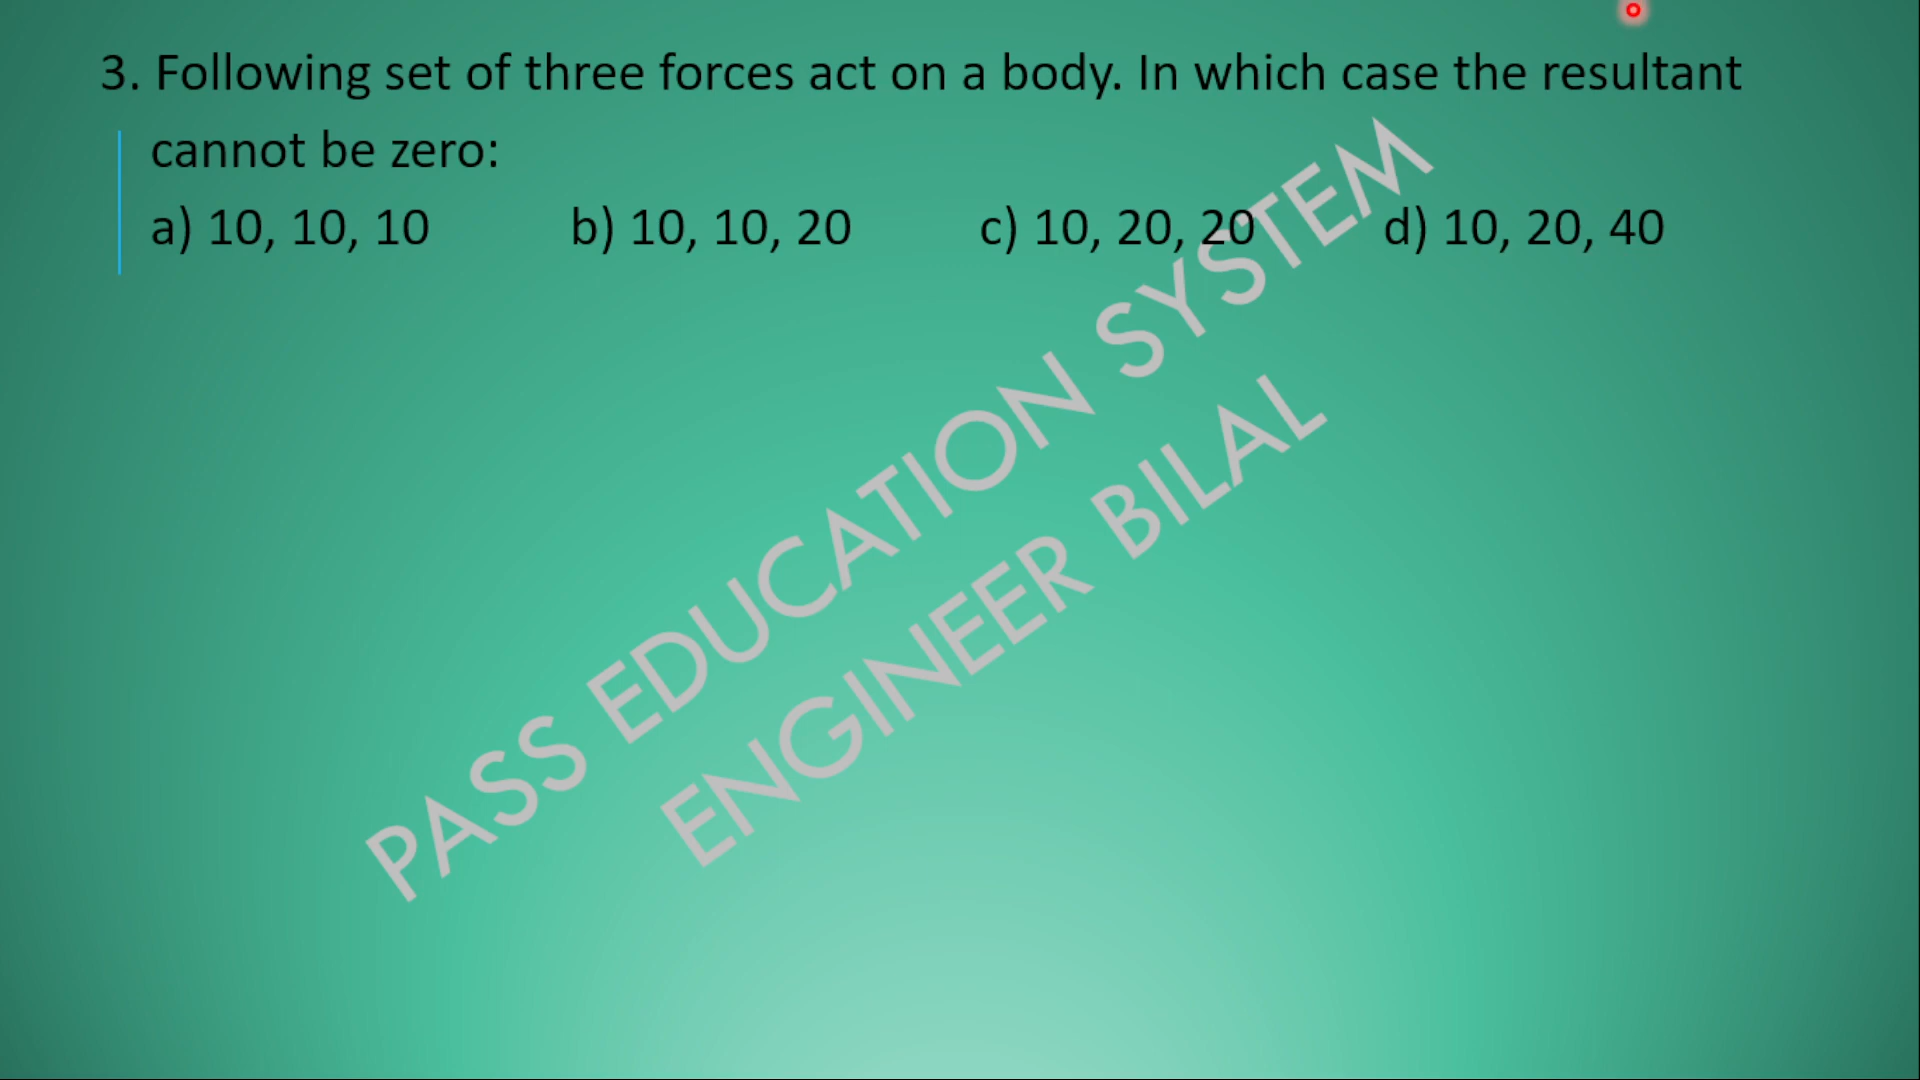 3. Following set of three forces act on a body. In which case the resultant
cannot be zero:
a) 10, 10, 10 b) 10, 10, 20 c) 10, 20, 20 d) 10, 20, 40
PASS EDUCATION SYSTEM
ENGINEER BILAL